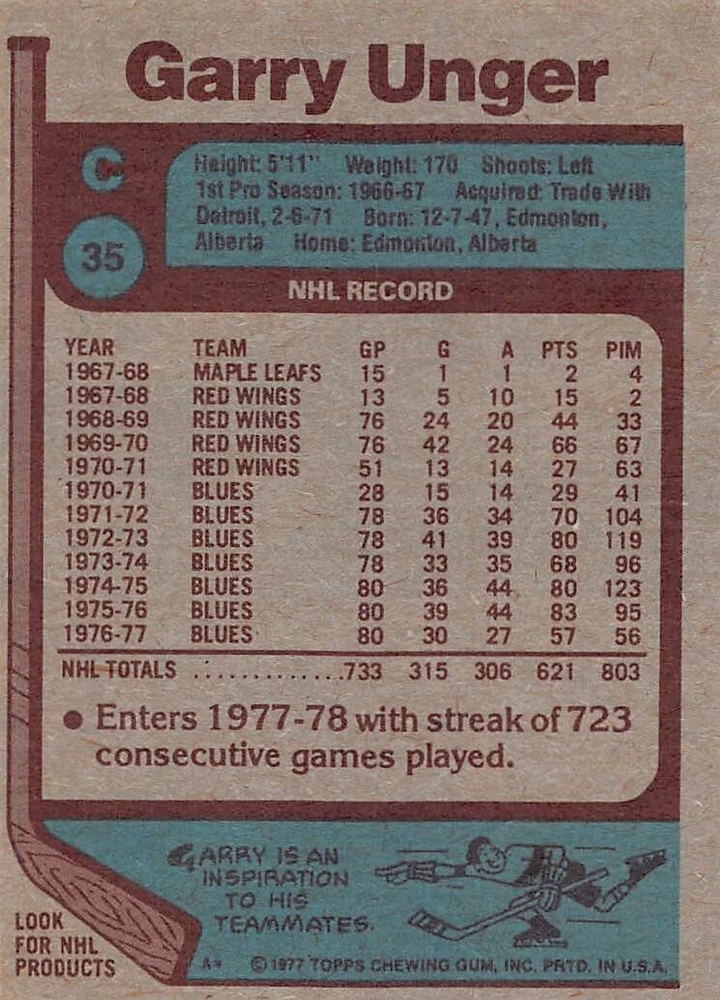 Garry Unger
C
Height: 5'11" Weight: 170 Shoots: Left
1st Pro Season: 1966-67 Acquired: Trade With
Detroit, 2-6-71 Born: 12-7-47, Edmonton,
Alberta Home: Edmonton, Alberta
35
NHL RECORD
YEAR TEAM GP G A PTS PIM
1967-68 MAPLE LEAFS 15 1 1 2 4
1967-68 RED WINGS 13 5 10 15 2
1968-69 RED WINGS 76 24 20 44 33
1969-70 RED WINGS 76 42 24 66 67
1970-71 RED WINGS 51 13 14 27 63
1970-71 BLUES 28 15 14 29 41
1971-72 BLUES 78 36 34 70 104
1972-73 BLUES 78 41 39 80 119
1973-74 BLUES 78 33 35 68 96
1974-75 BLUES 80 36 44 80 123
1975-76 BLUES 80 39 44 83 95
1976-77 BLUES 80 30 27 57 56
NHL TOTALS .............733 315 306 621 803
● Enters 1977-78 with streak of 723
consecutive games played.
GARRY IS AN
INSPIRATION
TO HIS
TEAMMATES.
LOOK
FOR NHL
PRODUCTS
A* © 1977 TOPPS CHEWING GUM, INC. PRTD. IN U.S.A.